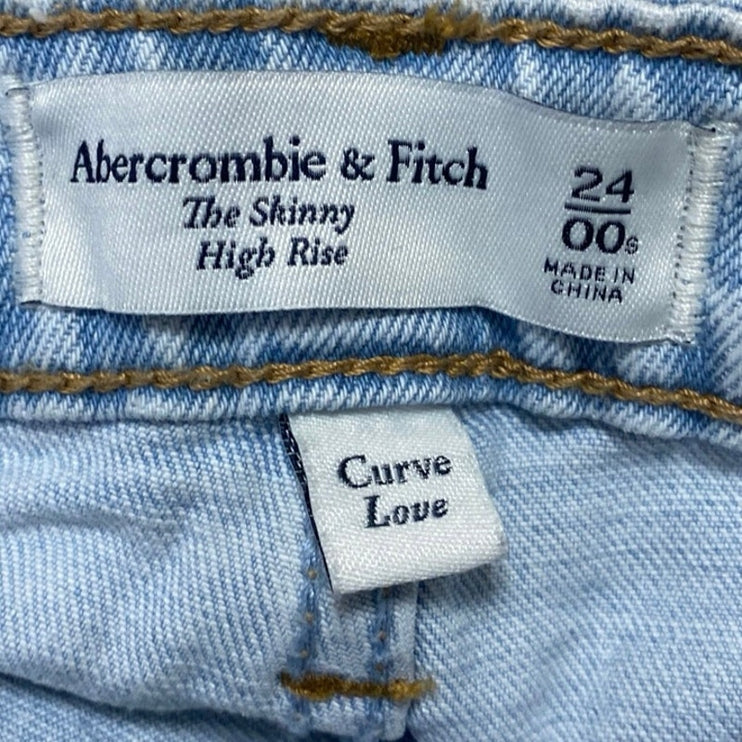 Abercrombie & Fitch
The Skinny
High Rise
24
00s
MADE IN
CHINA
Curve
Love